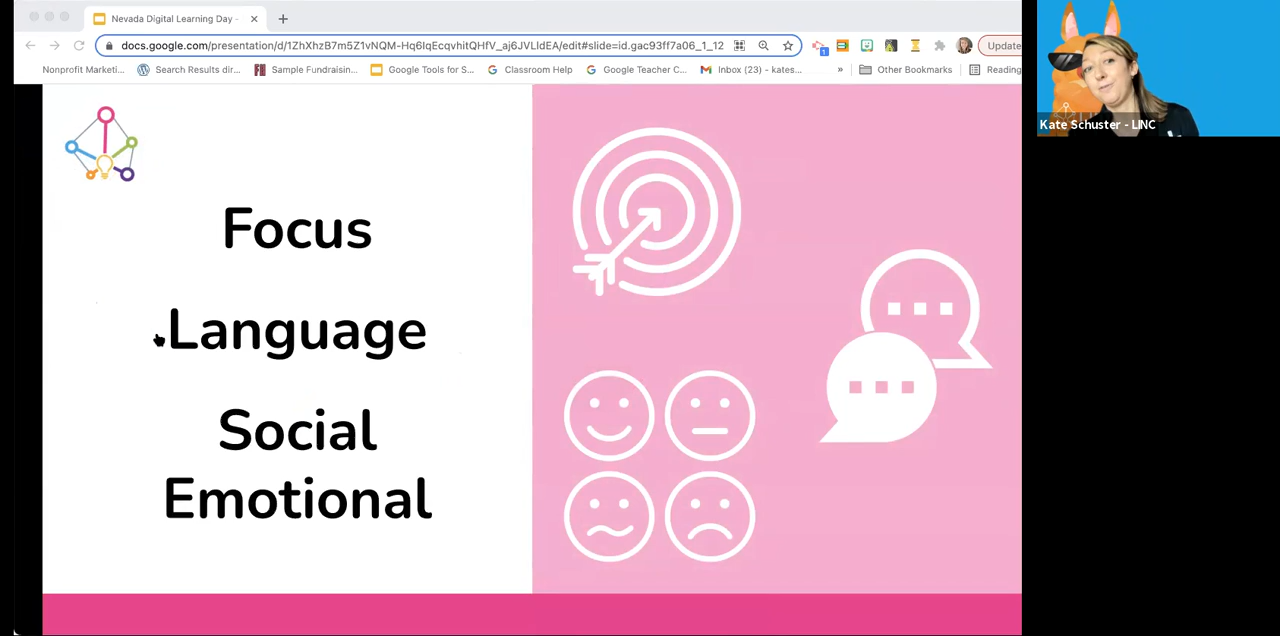 Nevada Digital Learning Day -
docs.google.com/presentation/d/1ZhXhzB7m5Z1vNQM-Hq6IqEcqvhitQHfV_aj6JVLIdEA/edit#slide=id.gac93ff7a06_1_12
1
Update
Nonprofit Marketi...
Search Results dir...
Sample Fundraisin...
Google Tools for S...
Classroom Help
Google Teacher C...
Inbox (23) - kates...
»
Other Bookmarks
Reading
Kate Schuster - LINC
Focus
Language
Social
Emotional